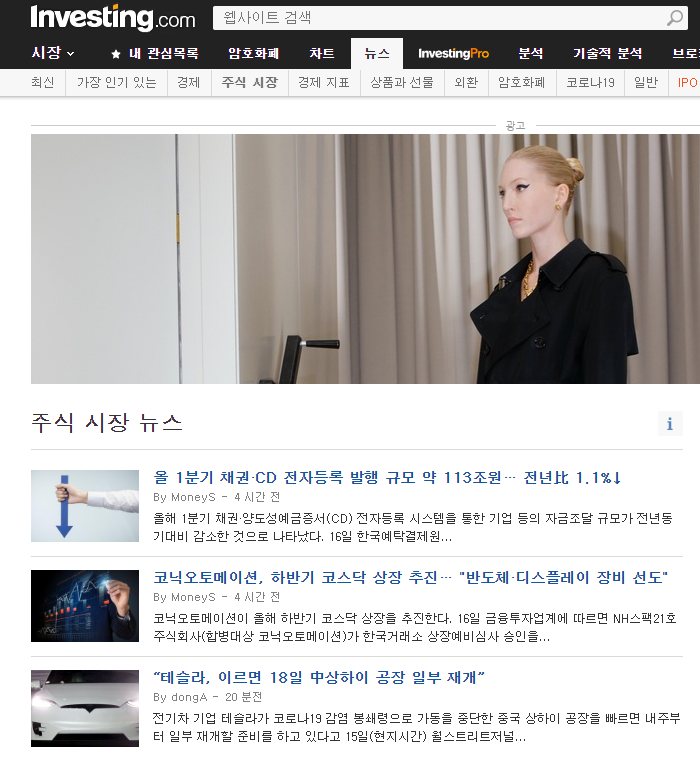 Investing.com
웹사이트 검색
시장
★ 내 관심목록
암호화폐
차트
뉴스
InvestingPro
분석
기술적 분석
최신
가장 인기 있는
경제
주식 시장
경제 지표
상품과 선물
외환
암호화폐
코로나19
일반
IPO
광고
주식 시장 뉴스
i
올 1분기 채권·CD 전자등록 발행 규모 약 113조원… 전년比 1.1%↓
By MoneyS - 4 시간 전
올해 1분기 채권·양도성예금증서(CD) 전자등록 시스템을 통한 기업 등의 자금조달 규모가 전년동
기대비 감소한 것으로 나타났다. 16일 한국예탁결제원...
코닉오토메이션, 하반기 코스닥 상장 추진… "반도체·디스플레이 장비 선도"
By MoneyS - 4 시간 전
코닉오토메이션이 올해 하반기 코스닥 상장을 추진한다. 16일 금융투자업계에 따르면 NH스팩21호
주식회사(합병대상 코닉오토메이션)가 한국거래소 상장예비심사 승인을...
“테슬라, 이르면 18일 中상하이 공장 일부 재개”
By dongA - 20 분전
전기차 기업 테슬라가 코로나19 감염 봉쇄령으로 가동을 중단한 중국 상하이 공장을 빠르면 내주부
터 일부 재개할 준비를 하고 있다고 15일(현지시간) 월스트리트저널...